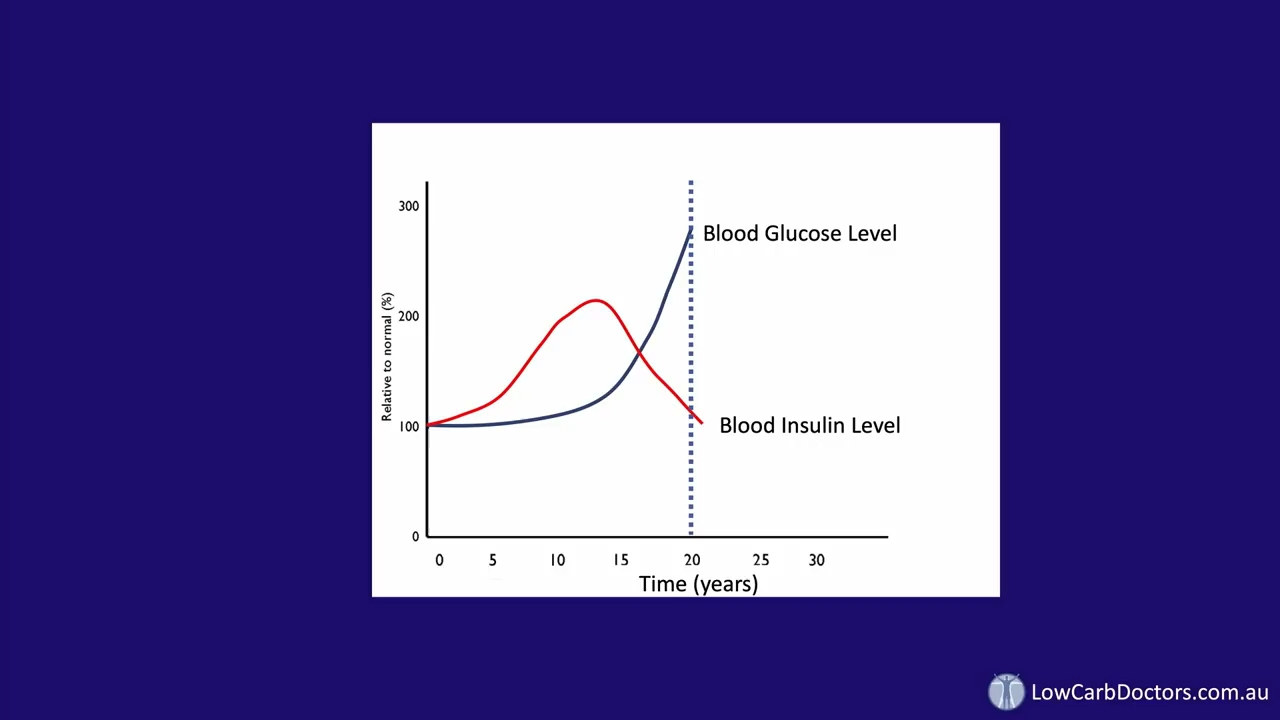 300
Blood Glucose Level
Relative to normal (%)
200
100
Blood Insulin Level
0
0 5 10 15 20 25 30
Time (years)
LowCarbDoctors.com.au